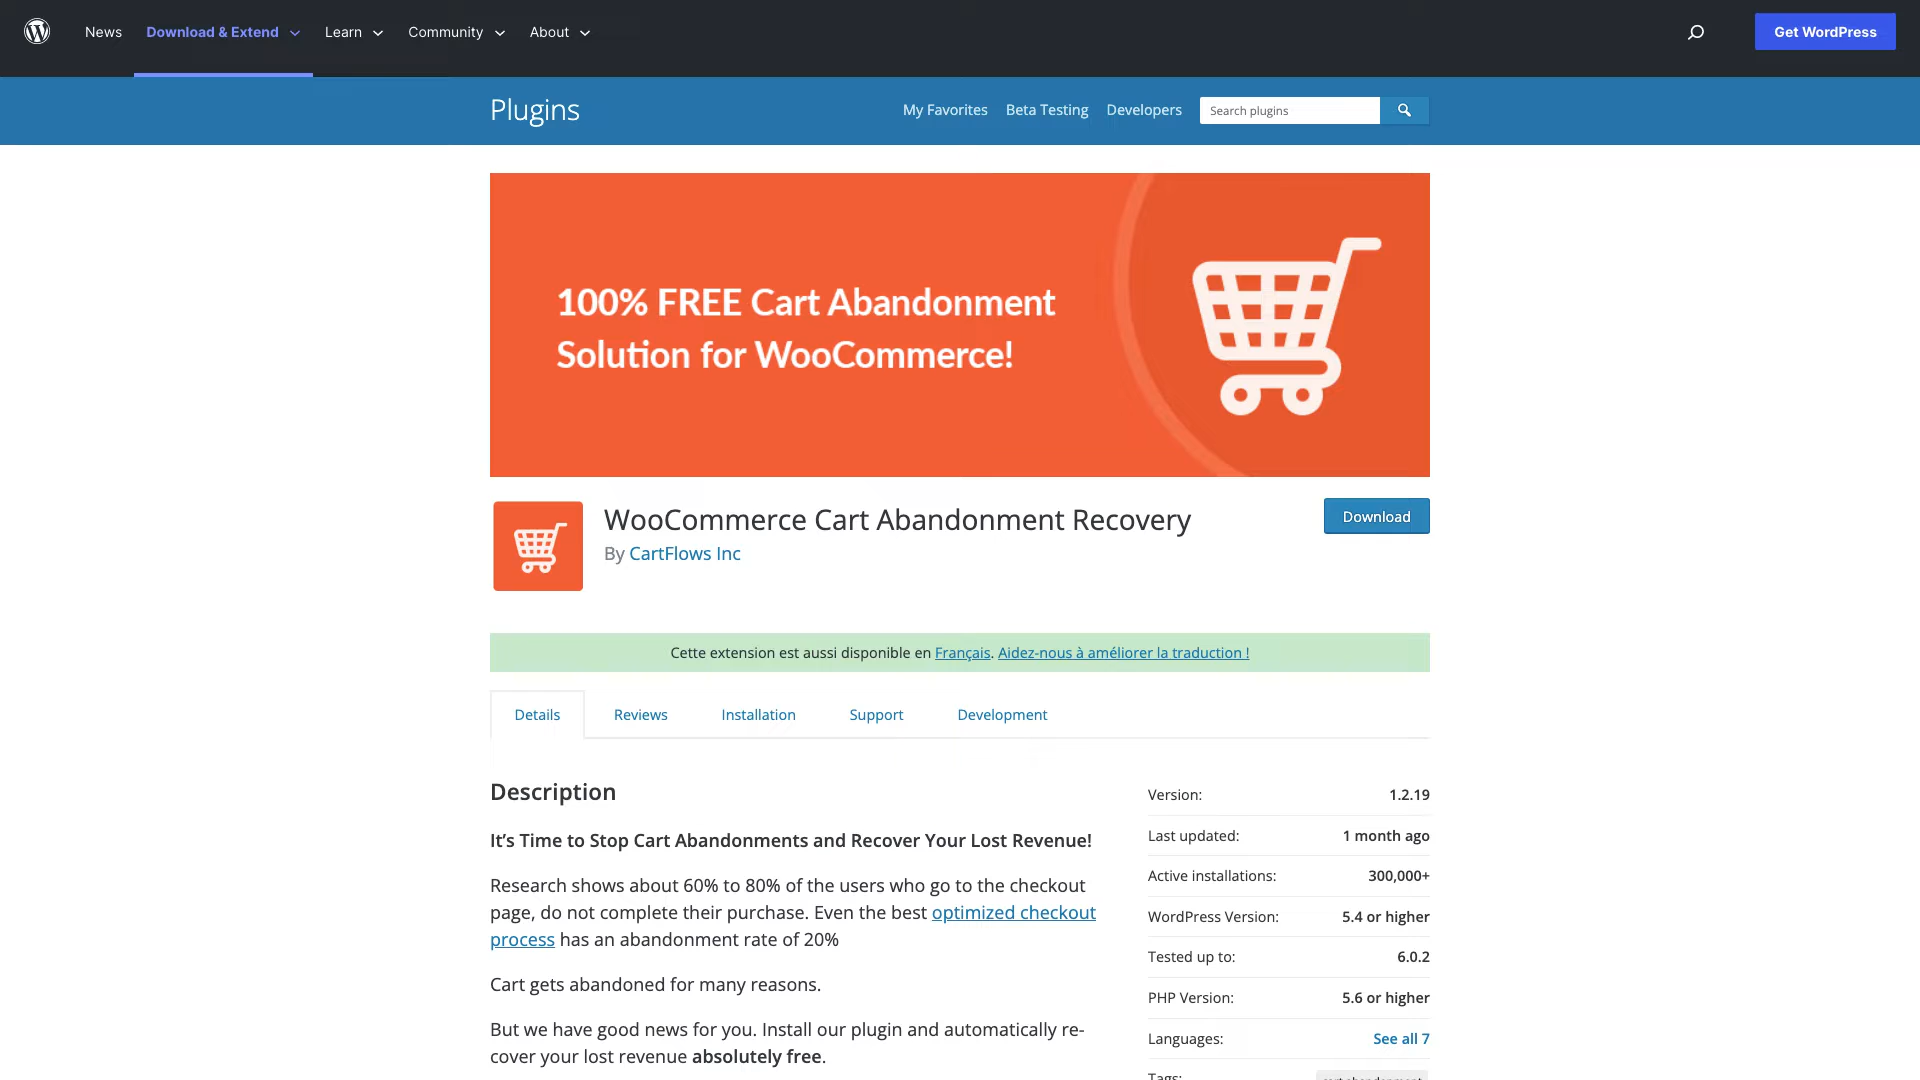 News
Download & Extend
Learn
Community
About
Get WordPress
Plugins
My Favorites
Beta Testing
Developers
Search plugins
100% FREE Cart Abandonment
Solution for WooCommerce!
WooCommerce Cart Abandonment Recovery
By CartFlows Inc
Download
Cette extension est aussi disponible en Français. Aidez-nous à améliorer la traduction !
Details
Reviews
Installation
Support
Development
Description
It’s Time to Stop Cart Abandonments and Recover Your Lost Revenue!
Research shows about 60% to 80% of the users who go to the checkout
page, do not complete their purchase. Even the best optimized checkout
process has an abandonment rate of 20%
Cart gets abandoned for many reasons.
But we have good news for you. Install our plugin and automatically re-
cover your lost revenue absolutely free.
Version: 1.2.19
Last updated: 1 month ago
Active installations: 300,000+
WordPress Version: 5.4 or higher
Tested up to: 6.0.2
PHP Version: 5.6 or higher
Languages: See all 7
Tags: